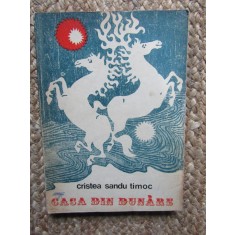 cristea sandu timoc
CASA DIN DUNĂRE